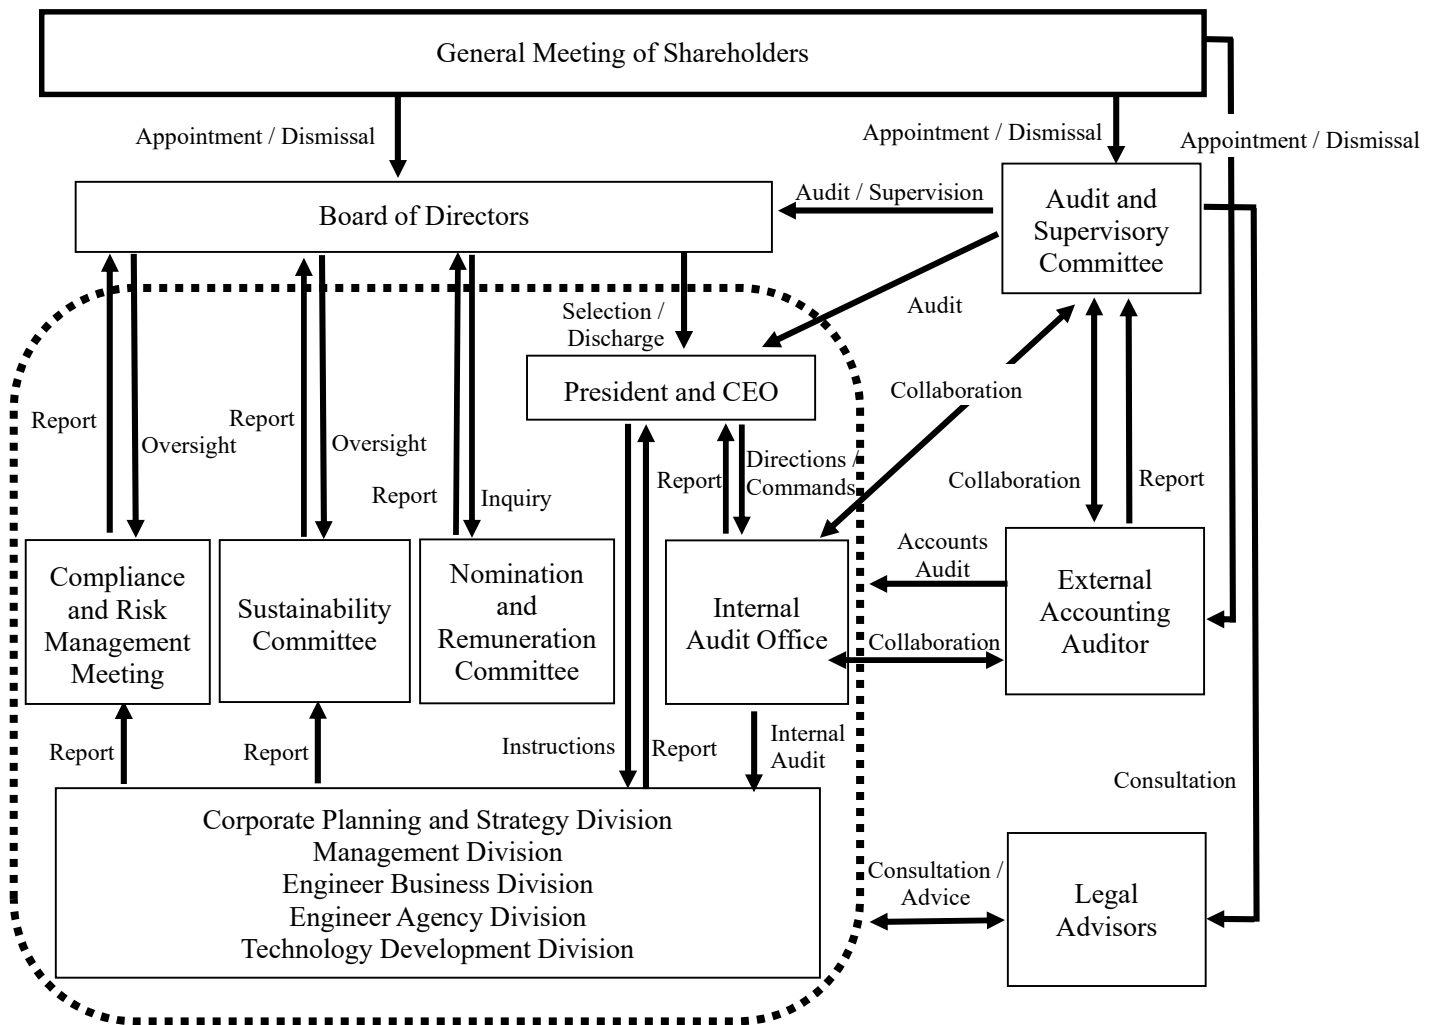 General Meeting of Shareholders
Appointment / Dismissal
Appointment / Dismissal
Appointment / Dismissal
Board of Directors
Audit / Supervision
Audit and
Supervisory
Committee
Selection /
Discharge
Audit
President and CEO
Collaboration
Report
Oversight
Report
Oversight
Report
Inquiry
Report
Directions /
Commands
Collaboration
Report
Compliance
and Risk
Management
Meeting
Sustainability
Committee
Nomination
and
Remuneration
Committee
Internal
Audit Office
Accounts
Audit
Collaboration
External
Accounting
Auditor
Report
Report
Instructions
Report
Internal
Audit
Consultation
Corporate Planning and Strategy Division
Management Division
Engineer Business Division
Engineer Agency Division
Technology Development Division
Consultation /
Advice
Legal
Advisors